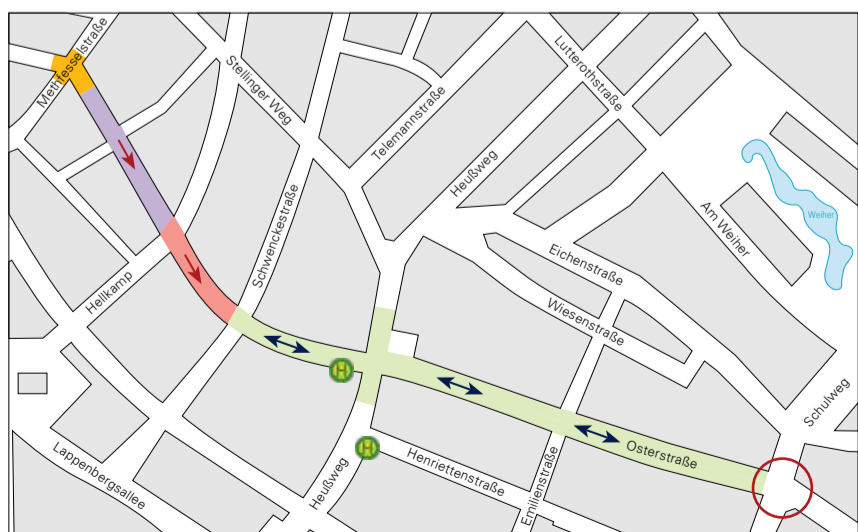 Methfesselstraße
Stellinger Weg
Lutterothstraße
Telemannstraße
Heußweg
Weiher
Am Weiher
Schwenckestraße
Eichenstraße
Hellkamp
Wiesenstraße
H
Schulweg
H
Osterstraße
Lappenbergsallee
Heußweg
Henriettenstraße
Emilienstraße